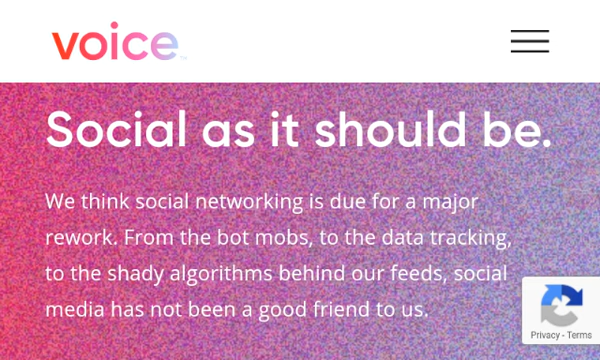 voice
Social as it should be.
We think social networking is due for a major
rework. From the bot mobs, to the data tracking,
to the shady algorithms behind our feeds, social
media has not been a good friend to us.
Privacy - Terms